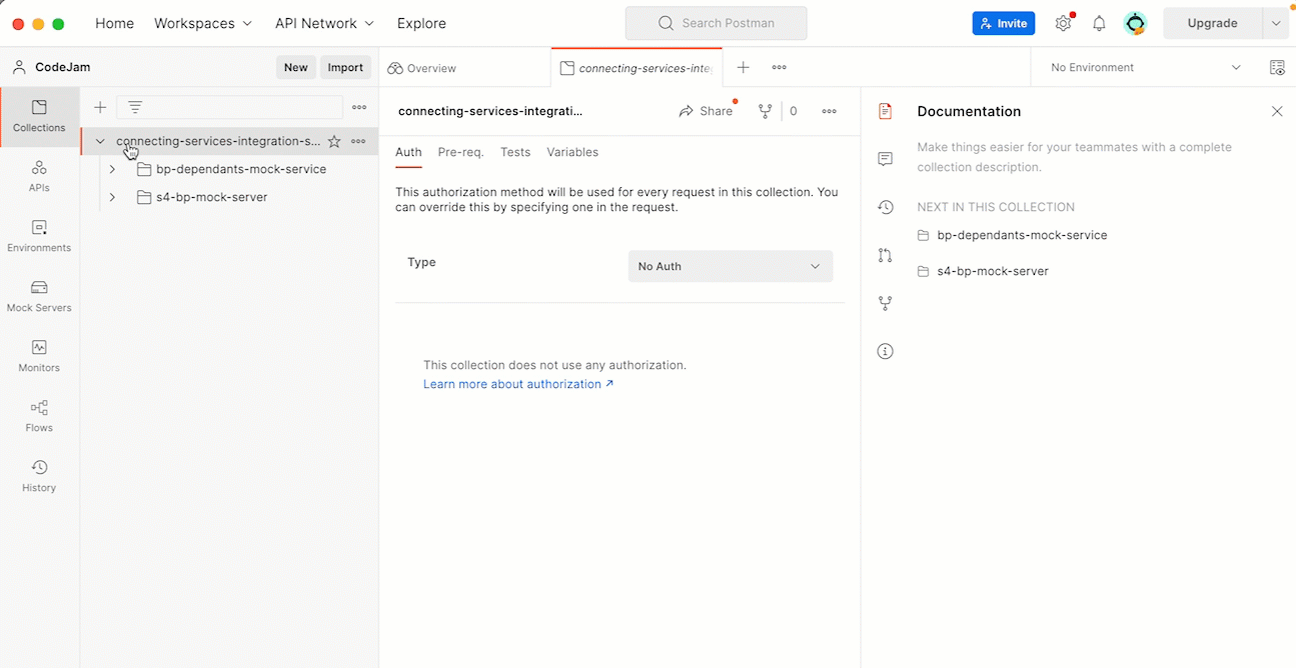 Home
Workspaces
API Network
Explore
Search Postman
Invite
Upgrade
CodeJam
New
Import
Overview
connecting-services-inte
No Environment
Collections
APIs
Environments
Mock Servers
Monitors
Flows
History
connecting-services-integration-s...
bp-dependants-mock-service
s4-bp-mock-server
connecting-services-integrati...
Share
0
Auth
Pre-req.
Tests
Variables
This authorization method will be used for every request in this collection. You
can override this by specifying one in the request.
Type
No Auth
This collection does not use any authorization.
Learn more about authorization ↗
Documentation
Make things easier for your teammates with a complete
collection description.
NEXT IN THIS COLLECTION
bp-dependants-mock-service
s4-bp-mock-server